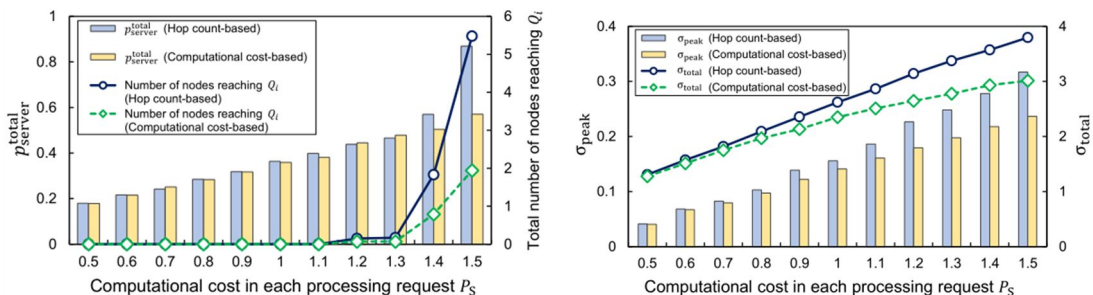 1
0.8
0.6
0.4
0.2
0
p_server^total
p_server^total (Hop count-based)
p_server^total (Computational cost-based)
Number of nodes reaching Q_i
(Hop count-based)
Number of nodes reaching Q_i
(Computational cost-based)
6
5
4
3
2
1
0
Total number of nodes reaching Q_i
0.5 0.6 0.7 0.8 0.9 1 1.1 1.2 1.3 1.4 1.5
Computational cost in each processing request P_S
0.4
0.3
0.2
0.1
0
σ_peak
σ_peak (Hop count-based)
σ_peak (Computational cost-based)
σ_total (Hop count-based)
σ_total (Computational cost-based)
4
3
2
1
0
σ_total
0.5 0.6 0.7 0.8 0.9 1 1.1 1.2 1.3 1.4 1.5
Computational cost in each processing request P_S